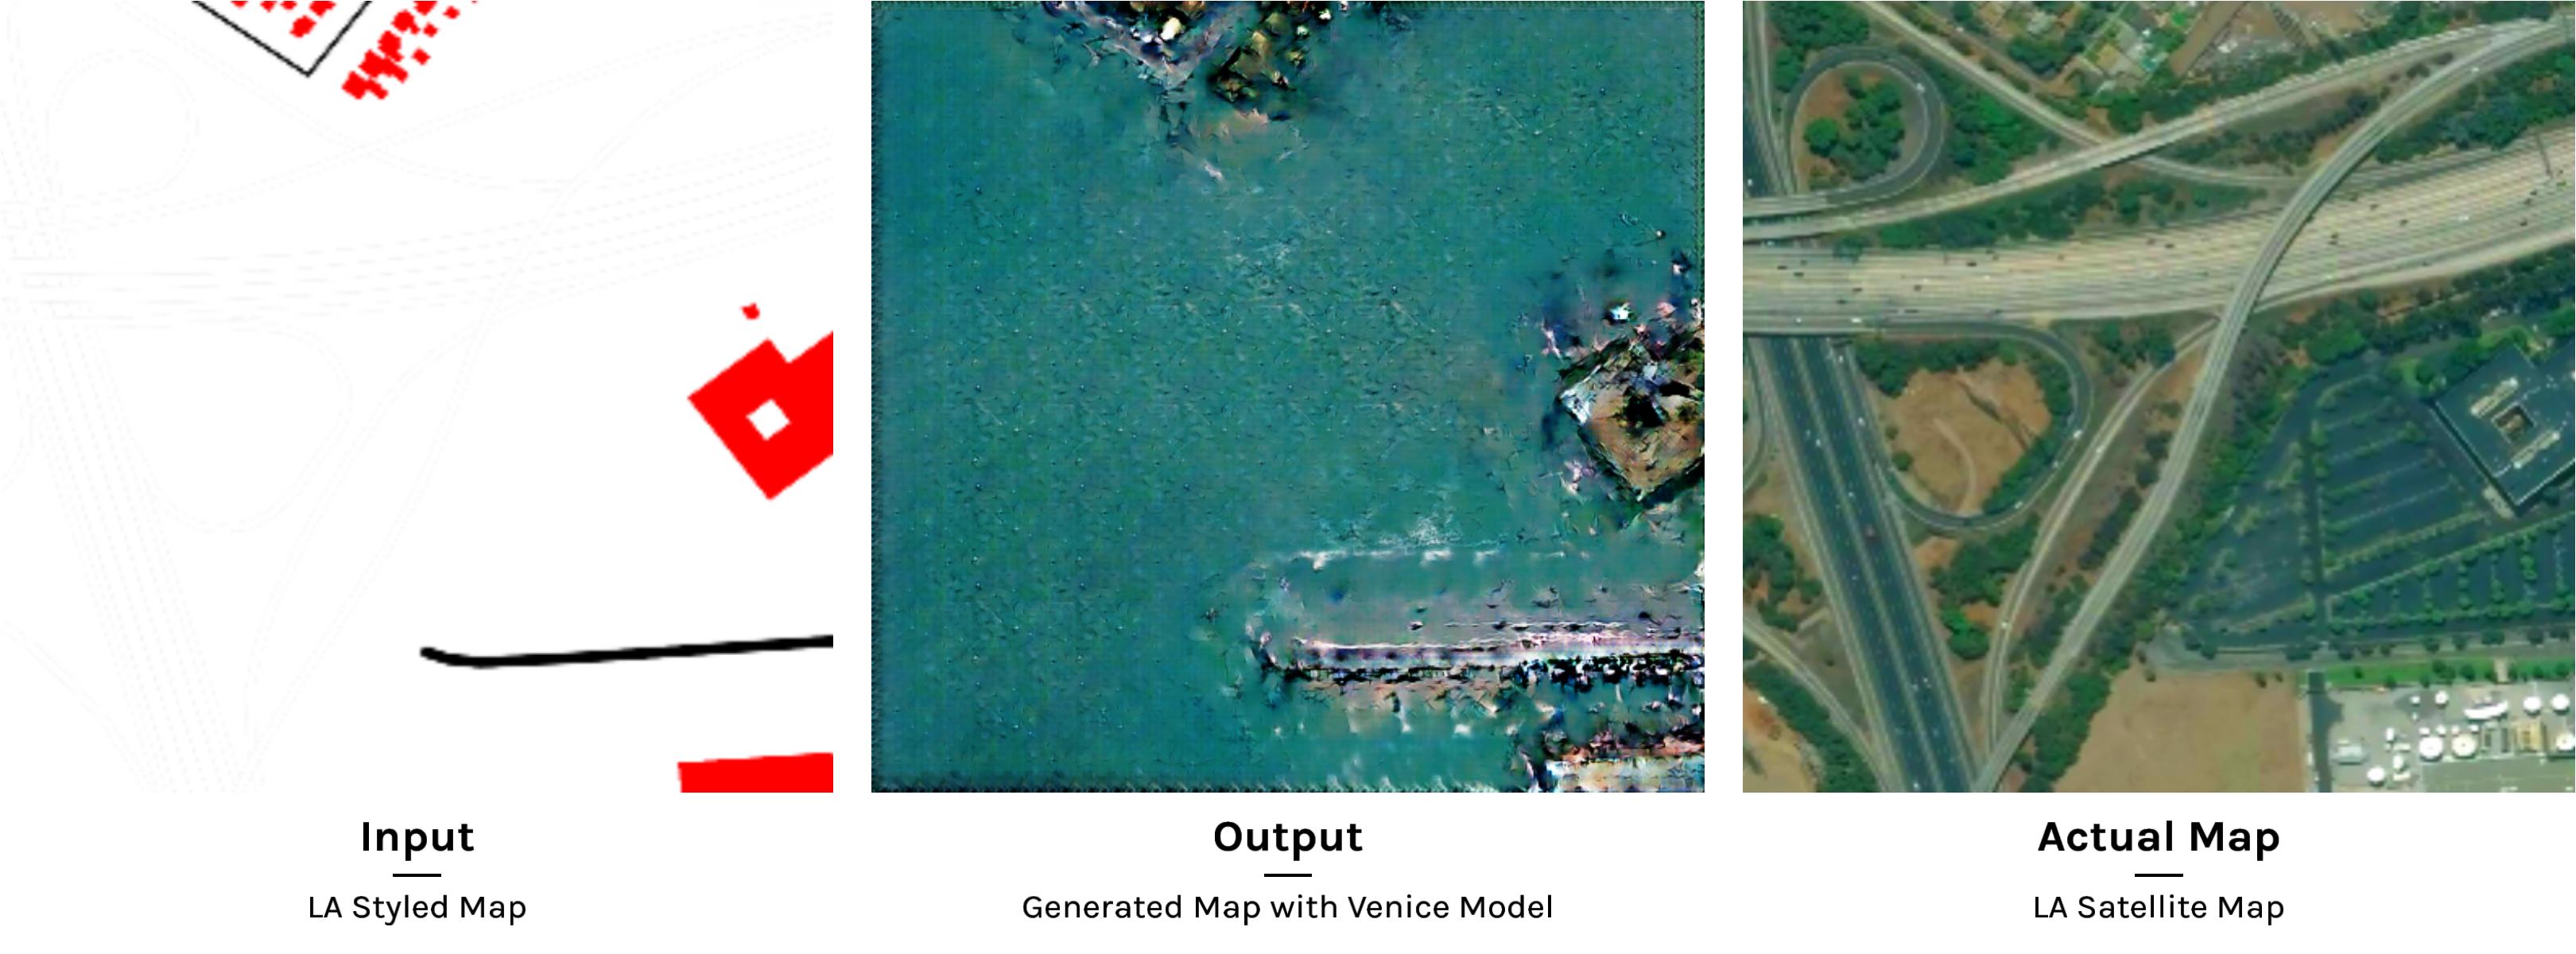 Input
LA Styled Map
Output
Generated Map with Venice Model
Actual Map
LA Satellite Map